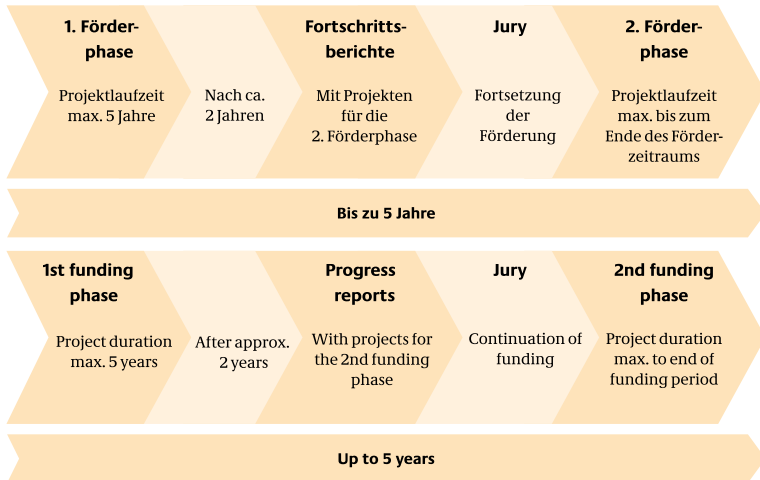 1. Förder-
phase
Projektlaufzeit
max. 5 Jahre
Nach ca.
2 Jahren
Fortschritts-
berichte
Mit Projekten
für die
2. Förderphase
Jury
Fortsetzung
der
Förderung
2. Förder-
phase
Projektlaufzeit
max. bis zum
Ende des Förder-
zeitraums
Bis zu 5 Jahre
1st funding
phase
Project duration
max. 5 years
After approx.
2 years
Progress
reports
With projects for
the 2nd funding
phase
Jury
Continuation of
funding
2nd funding
phase
Project duration
max. to end of
funding period
Up to 5 years